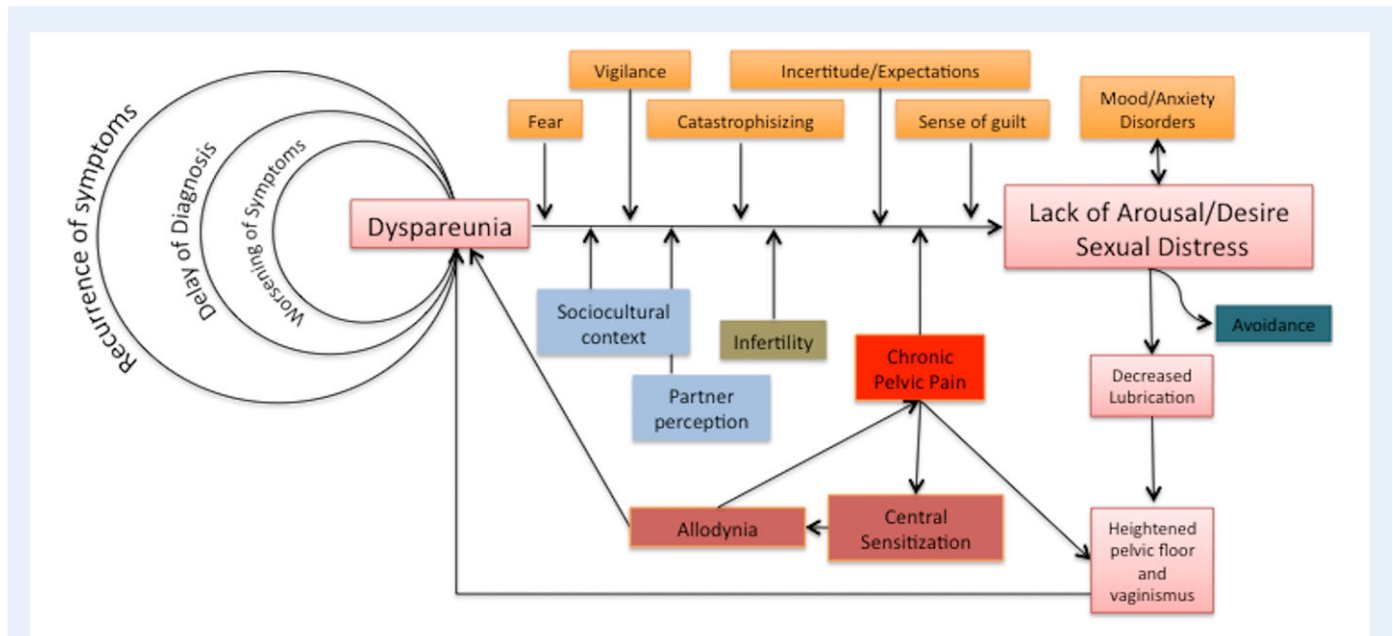 Recurrence of symptoms
Delay of Diagnosis
Worsening of Symptoms
Dyspareunia
Fear
Vigilance
Catastrophisizing
Incertitude/Expectations
Sense of guilt
Mood/Anxiety
Disorders
Lack of Arousal/Desire
Sexual Distress
Sociocultural
context
Partner
perception
Infertility
Chronic
Pelvic Pain
Avoidance
Decreased
Lubrication
Allodynia
Central
Sensitization
Heightened
pelvic floor
and
vaginismus